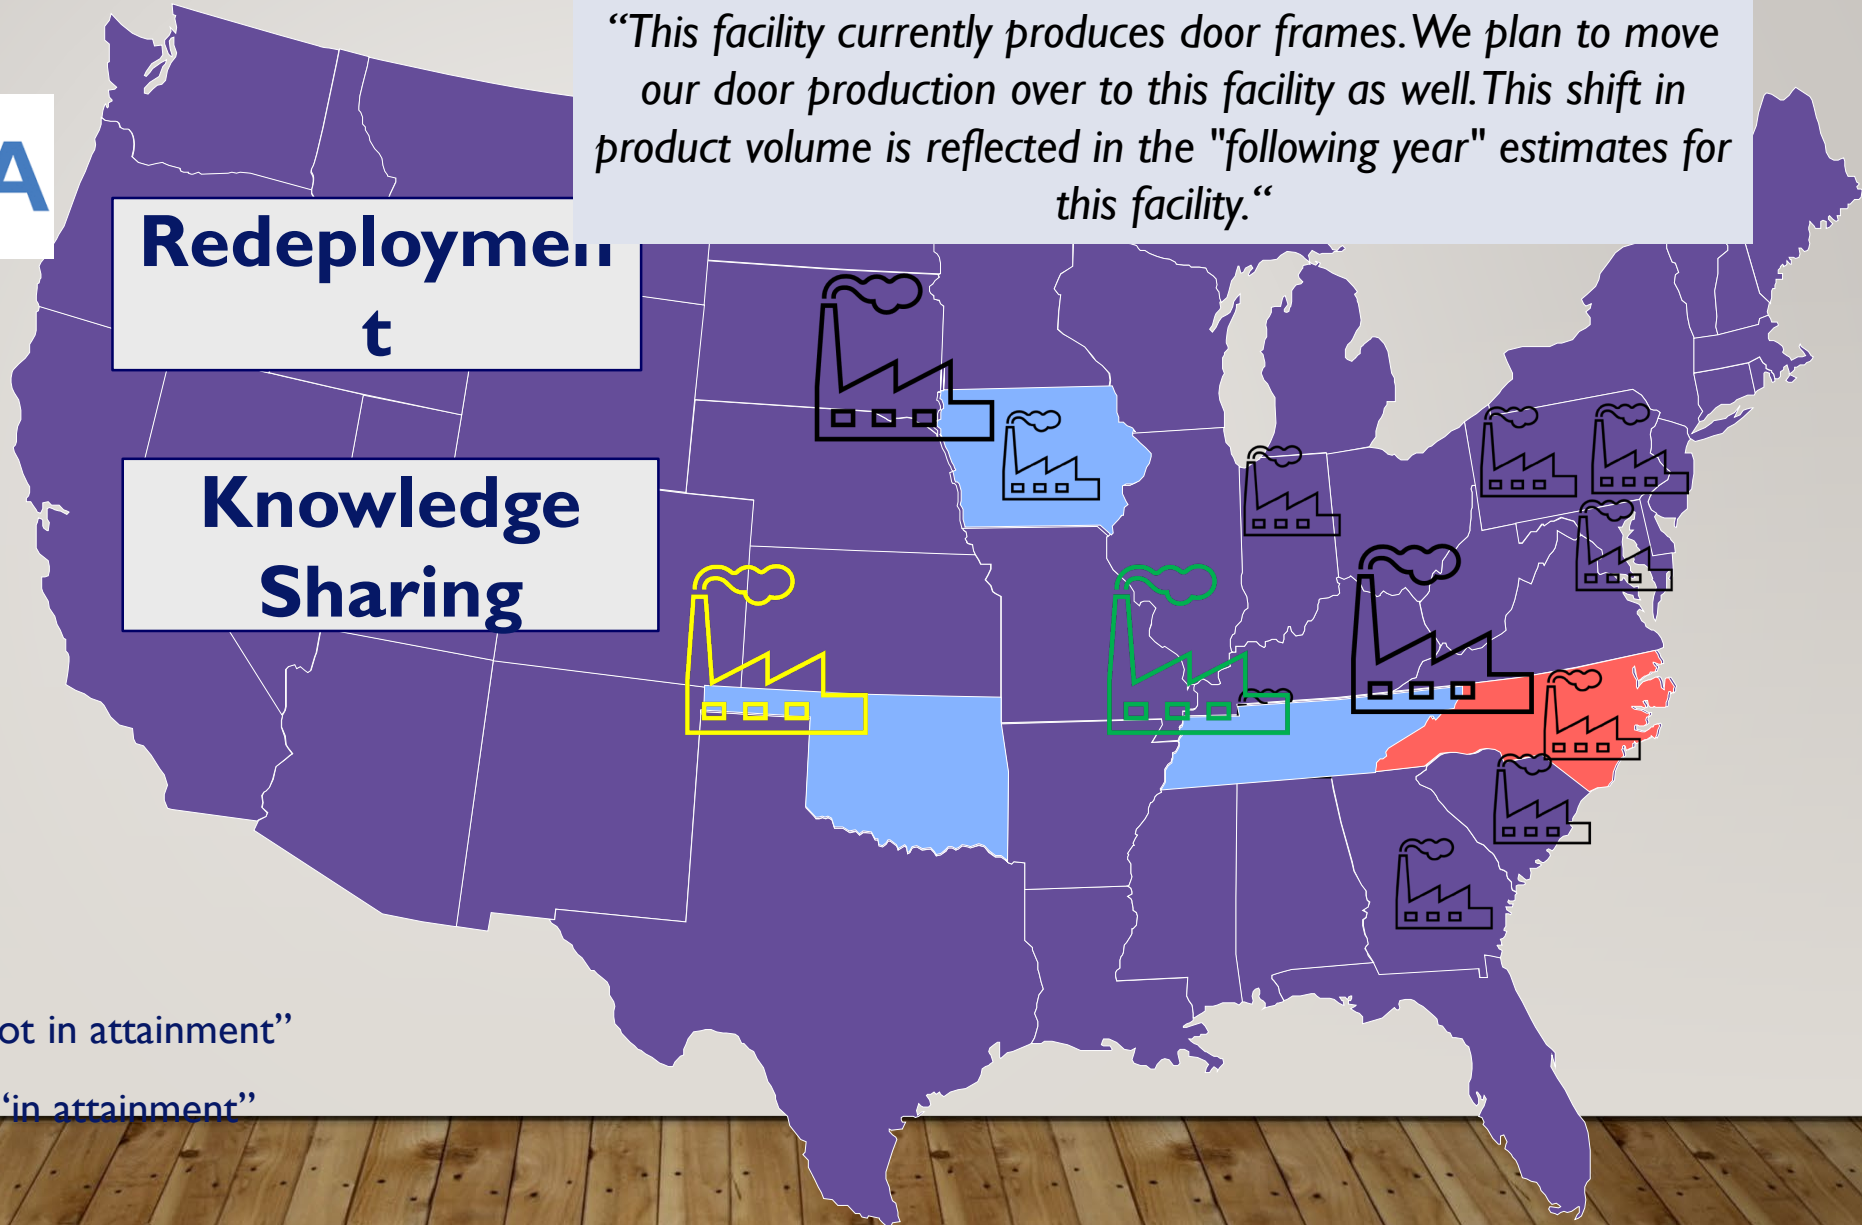 “This facility currently produces door frames. We plan to move
our door production over to this facility as well. This shift in
product volume is reflected in the "following year" estimates for
this facility.“
A
Redeploymen
t
Knowledge
Sharing
ot in attainment”
“in attainment”